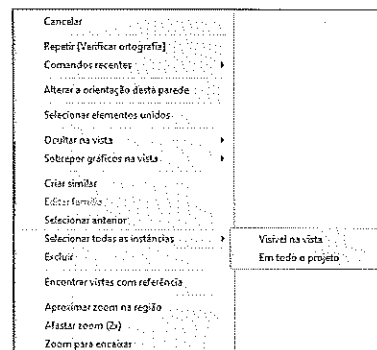 Cancelar
Repetir [Verificar ortografia]
Comandos recentes
Alterar a orientação desta parede
Selecionar elementos unidos
Ocultar na vista
Sobrepor gráficos na vista
Criar similar
Editar família
Selecionar anterior
Selecionar todas as instâncias
Visível na vista
Em todo o projeto
Excluir
Encontrar vistas com referência
Aproximar zoom na região
Afastar zoom (2x)
Zoom para encaixar